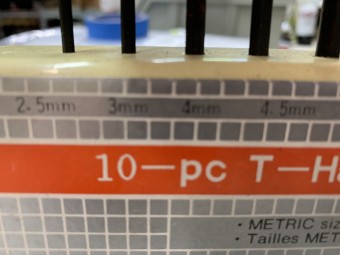 2.5mm 3mm 4mm 4.5mm
10-pc T-H
• METRIC siz
• Tailles MET